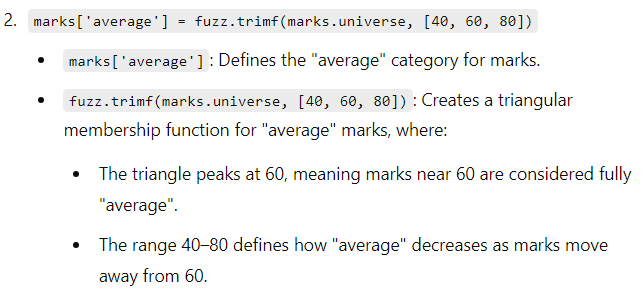 2. marks['average'] = fuzz.trimf(marks.universe, [40, 60, 80])
• marks['average']: Defines the "average" category for marks.
• fuzz.trimf(marks.universe, [40, 60, 80]): Creates a triangular
membership function for "average" marks, where:
• The triangle peaks at 60, meaning marks near 60 are considered fully
"average".
• The range 40–80 defines how "average" decreases as marks move
away from 60.